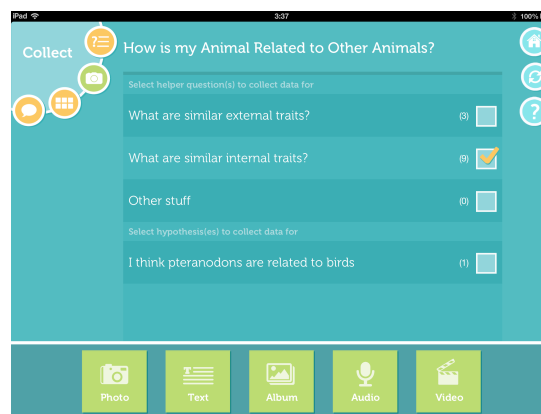 iPad 3:37 100%
Collect
How is my Animal Related to Other Animals?
Select helper question(s) to collect data for
What are similar external traits? (3)
What are similar internal traits? (9)
Other stuff (0)
Select hypothesis(es) to collect data for
I think pteranodons are related to birds (1)
Photo Text Album Audio Video